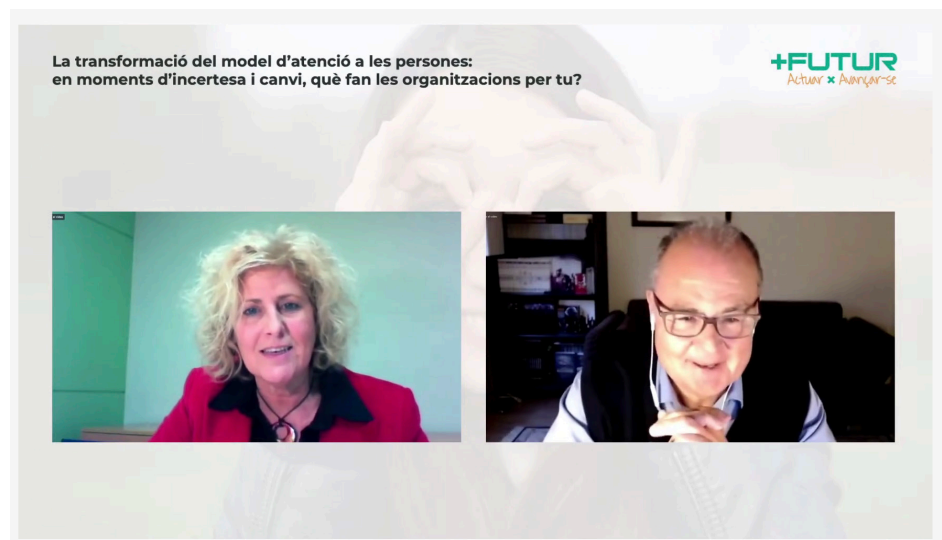 La transformació del model d'atenció a les persones:
en moments d'incertesa i canvi, què fan les organitzacions per tu?
+FUTUR
Actuar x Avançar-se